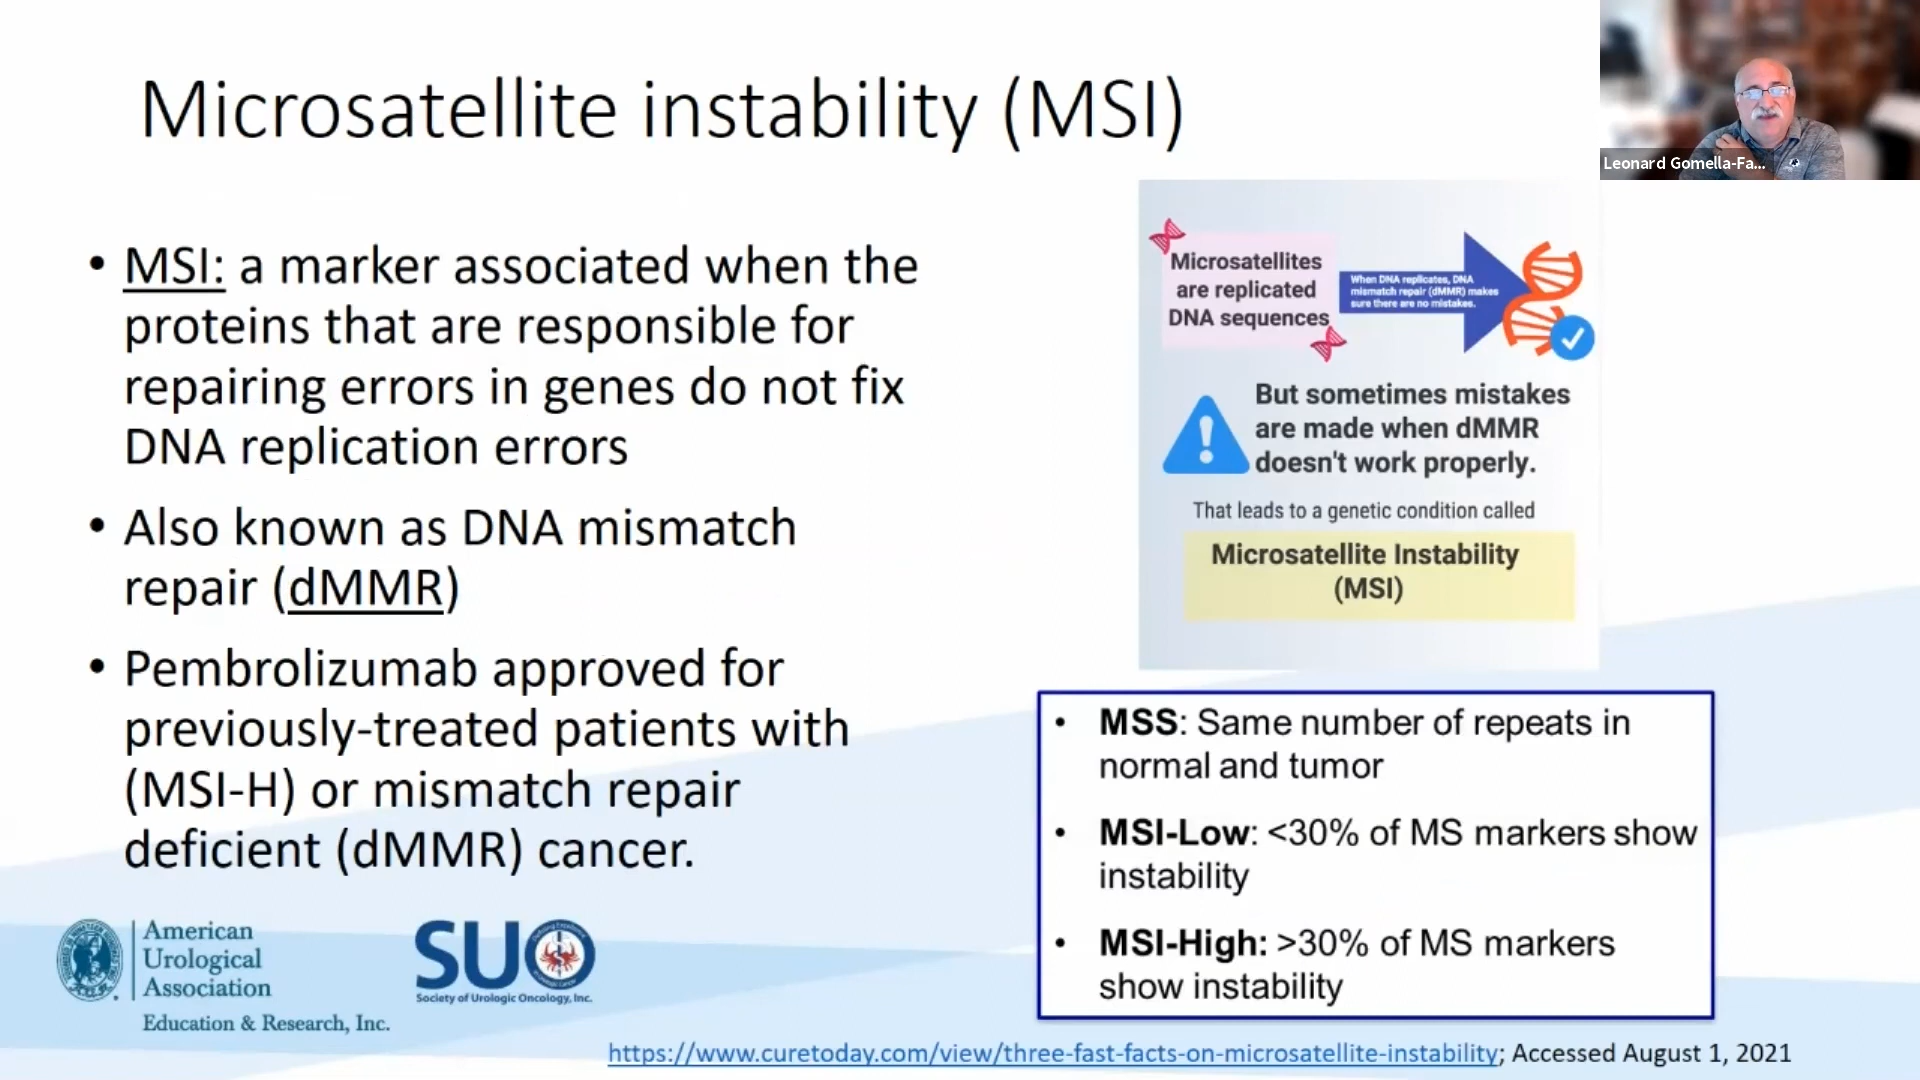 Microsatellite instability (MSI)
Leonard Gomella-Fa...
• MSI: a marker associated when the
proteins that are responsible for
repairing errors in genes do not fix
DNA replication errors
• Also known as DNA mismatch
repair (dMMR)
• Pembrolizumab approved for
previously-treated patients with
(MSI-H) or mismatch repair
deficient (dMMR) cancer.
Microsatellites
are replicated
DNA sequences
When DNA replicates, DNA
mismatch repair (dMMR) makes
sure there are no mistakes.
But sometimes mistakes
are made when dMMR
doesn't work properly.
That leads to a genetic condition called
Microsatellite Instability
(MSI)
• MSS: Same number of repeats in
normal and tumor
• MSI-Low: <30% of MS markers show
instability
• MSI-High: >30% of MS markers
show instability
American
Urological
Association
Education & Research, Inc.
SUO
Society of Urologic Oncology, Inc.
https://www.curetoday.com/view/three-fast-facts-on-microsatellite-instability; Accessed August 1, 2021